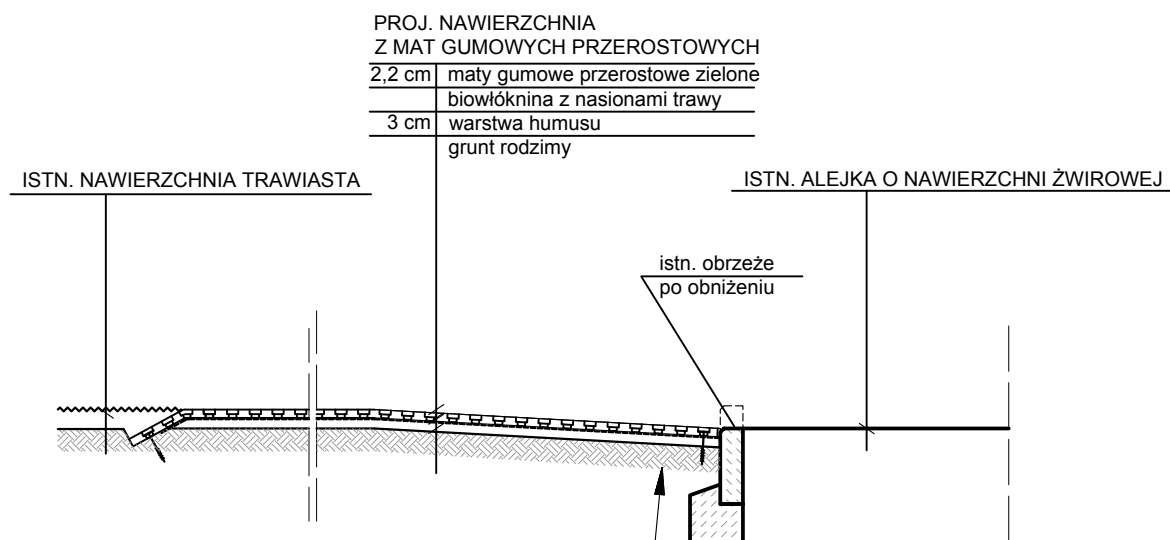 PROJ. NAWIERZCHNIA
Z MAT GUMOWYCH PRZEROSTOWYCH
2,2 cm maty gumowe przerostowe zielone
biowłóknina z nasionami trawy
3 cm warstwa humusu
grunt rodzimy
ISTN. NAWIERZCHNIA TRAWIASTA
ISTN. ALEJKA O NAWIERZCHNI ŻWIROWEJ
istn. obrzeże
po obniżeniu